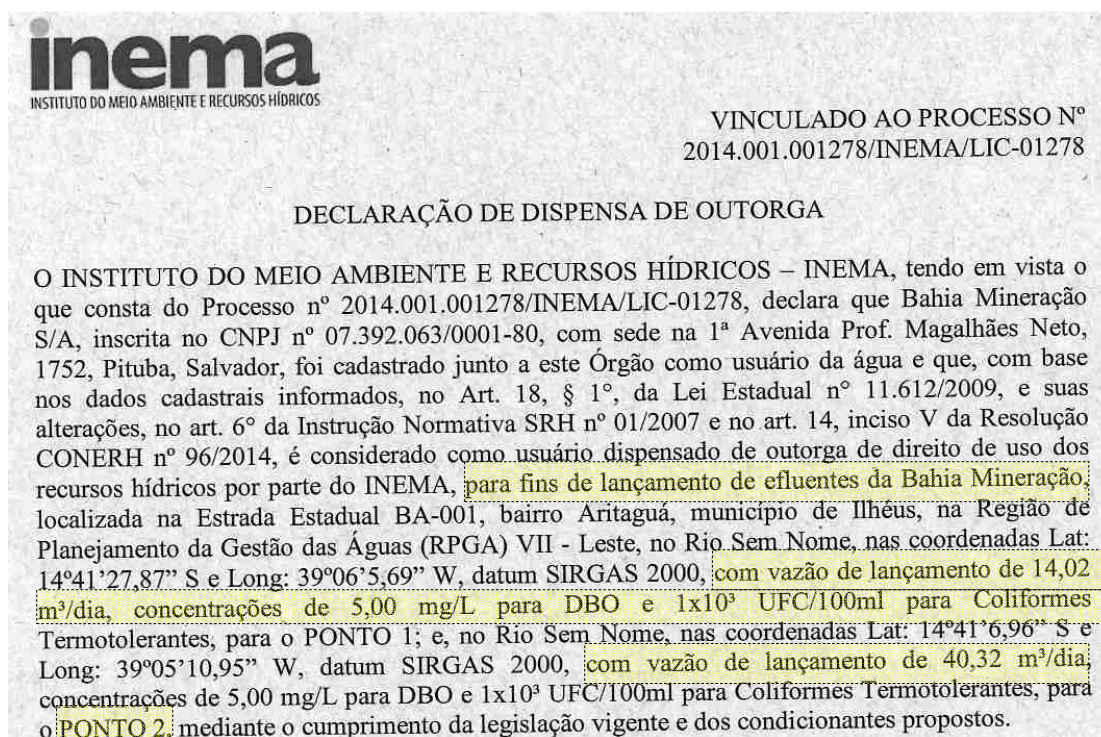 inema
INSTITUTO DO MEIO AMBIENTE E RECURSOS HÍDRICOS
VINCULADO AO PROCESSO Nº
2014.001.001278/INEMA/LIC-01278
DECLARAÇÃO DE DISPENSA DE OUTORGA
O INSTITUTO DO MEIO AMBIENTE E RECURSOS HÍDRICOS – INEMA, tendo em vista o
que consta do Processo nº 2014.001.001278/INEMA/LIC-01278, declara que Bahia Mineração
S/A, inscrita no CNPJ nº 07.392.063/0001-80, com sede na 1ª Avenida Prof. Magalhães Neto,
1752, Pituba, Salvador, foi cadastrado junto a este Órgão como usuário da água e que, com base
nos dados cadastrais informados, no Art. 18, § 1°, da Lei Estadual n° 11.612/2009, e suas
alterações, no art. 6° da Instrução Normativa SRH nº 01/2007 e no art. 14, inciso V da Resolução
CONERH nº 96/2014, é considerado como usuário dispensado de outorga de direito de uso dos
recursos hídricos por parte do INEMA, para fins de lançamento de efluentes da Bahia Mineração,
localizada na Estrada Estadual BA-001, bairro Aritaguá, município de Ilhéus, na Região de
Planejamento da Gestão das Águas (RPGA) VII - Leste, no Rio Sem Nome, nas coordenadas Lat:
14º41'27,87” S e Long: 39º06'5,69” W, datum SIRGAS 2000, com vazão de lançamento de 14,02
m³/dia, concentrações de 5,00 mg/L para DBO e 1x10³ UFC/100ml para Coliformes
Termotolerantes, para o PONTO 1; e, no Rio Sem Nome, nas coordenadas Lat: 14º41'6,96” S e
Long: 39º05'10,95” W, datum SIRGAS 2000, com vazão de lançamento de 40,32 m³/dia,
concentrações de 5,00 mg/L para DBO e 1x10³ UFC/100ml para Coliformes Termotolerantes, para
o PONTO 2, mediante o cumprimento da legislação vigente e dos condicionantes propostos.